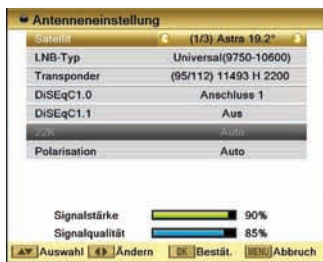 Antenneneinstellung
Satellit (1/3) Astra 19.2°
LNB-Typ Universal(9750-10600)
Transponder (95/112) 11493 H 2200
DiSEqC1.0 Anschluss 1
DiSEqC1.1 Aus
22K Auto
Polarisation Auto
Signalstärke 90%
Signalqualität 85%
Auswahl Ändern OK Bestät. MENU Abbruch